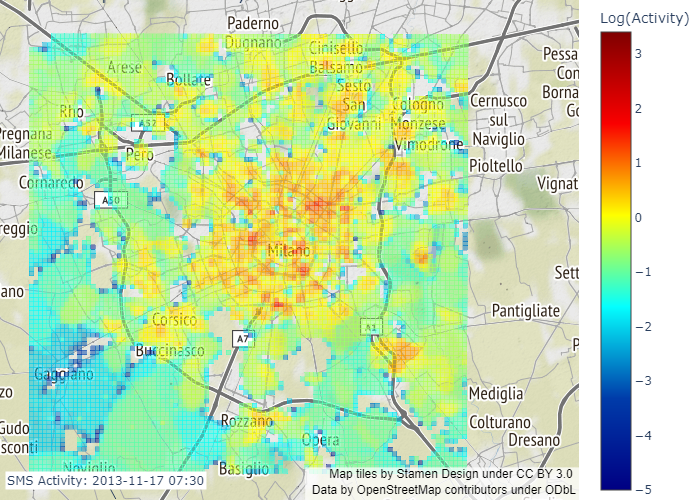 Paderno
Dugnano
Cinisello
Balsamo
Arese
Bollare
Sesto
San
Giovanni
Cologno
Monzese
Rho
A52
Pero
Vimodrone
Pregnana
Milanese
Cornaredo
A50
reggio
ano
Milano
Corsico
Buccinasco
A7
A1
Gaggiano
zo
Gudo
sconti
Rozzano
Opera
Noviglio
Basiglio
Cernusco
sul
Naviglio
Pioltello
Pessa
Con
Borna
Go
Vignat
Sett
Pantigliate
P
Mediglia
Colturano
Dresano
SMS Activity: 2013-11-17 07:30
Map tiles by Stamen Design under CC BY 3.0
Data by OpenStreetMap contributors under ODbL
Log(Activity)
3
2
1
0
−1
−2
−3
−4
−5